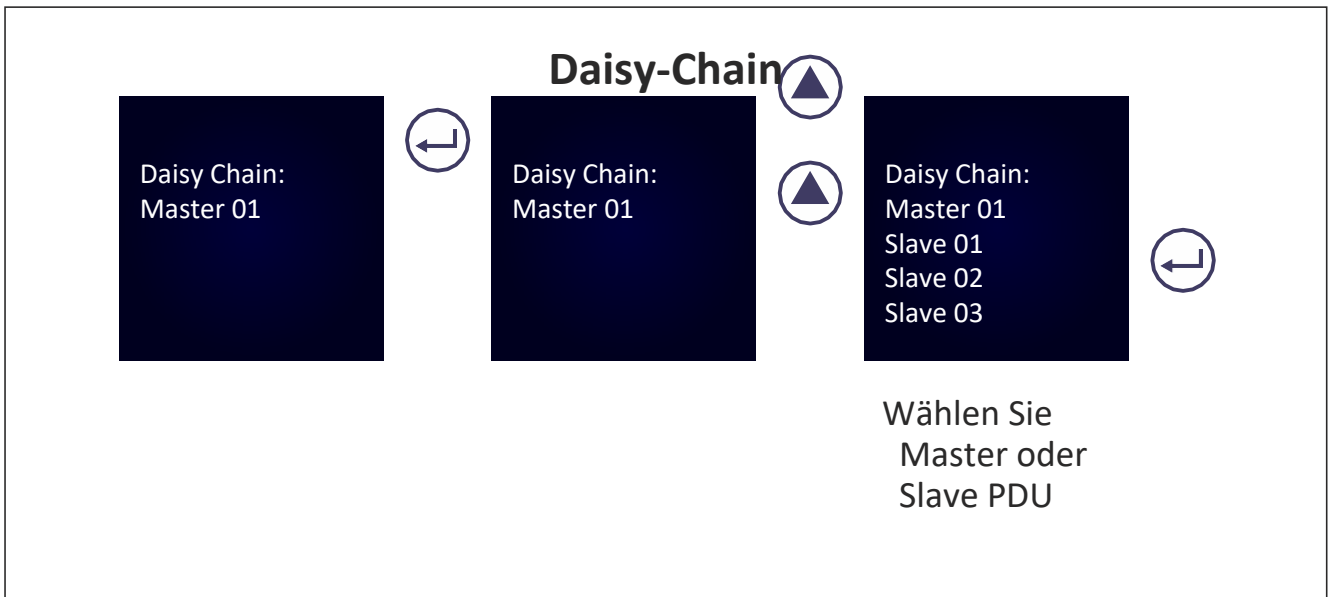 Daisy-Chain
Daisy Chain:
Master 01
Daisy Chain:
Master 01
Daisy Chain:
Master 01
Slave 01
Slave 02
Slave 03
Wählen Sie
Master oder
Slave PDU